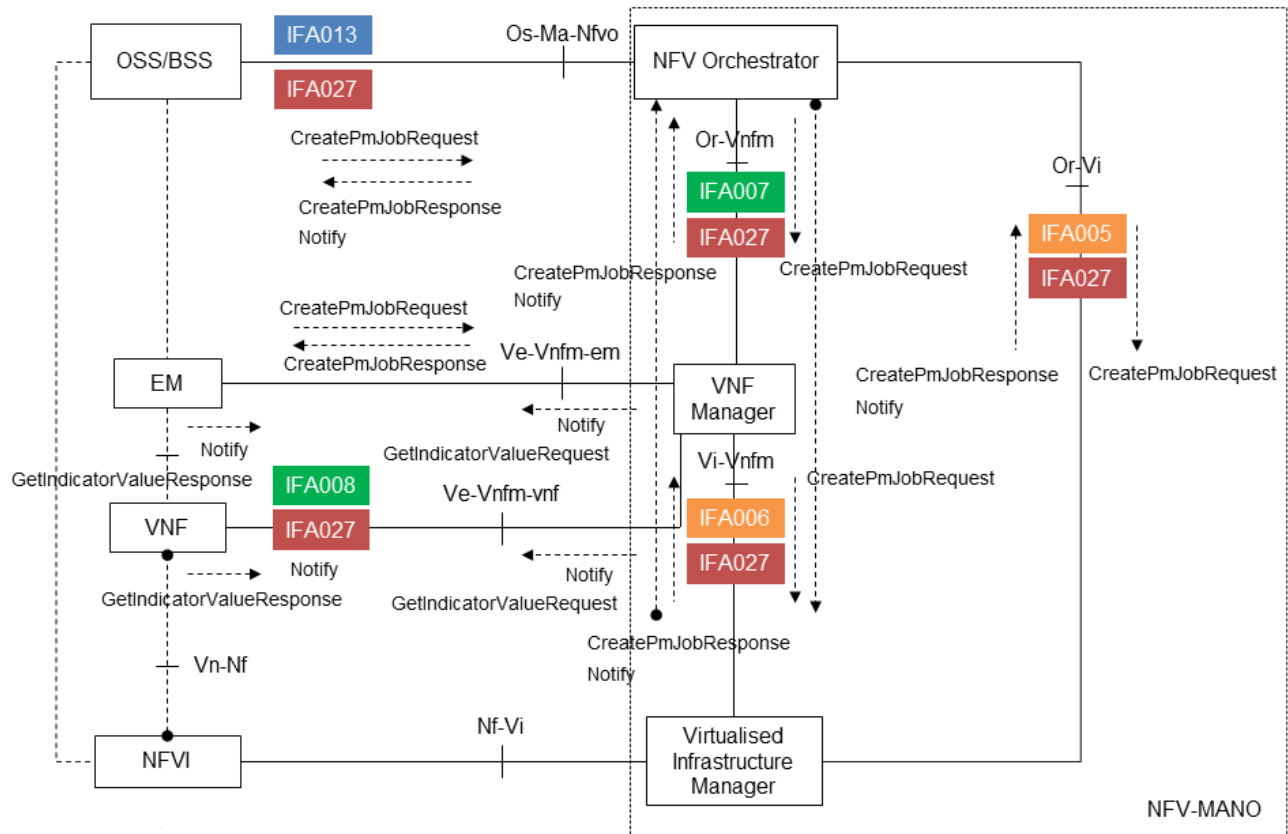 IFA013
Os-Ma-Nfvo
OSS/BSS
NFV Orchestrator
IFA027
CreatePmJobRequest
Or-Vnfm
Or-Vi
IFA007
CreatePmJobResponse
Notify
IFA027
IFA005
CreatePmJobResponse
Notify
CreatePmJobRequest
IFA027
CreatePmJobRequest
CreatePmJobResponse
Ve-Vnfm-em
EM
VNF
Manager
CreatePmJobResponse
Notify
CreatePmJobRequest
Notify
Notify
GetIndicatorValueRequest
Vi-Vnfm
GetIndicatorValueResponse
CreatePmJobRequest
IFA008
Ve-Vnfm-vnf
IFA006
VNF
IFA027
IFA027
Notify
Notify
GetIndicatorValueResponse
GetIndicatorValueRequest
CreatePmJobResponse
Notify
Vn-Nf
Nf-Vi
NFVI
Virtualised
Infrastructure
Manager
NFV-MANO